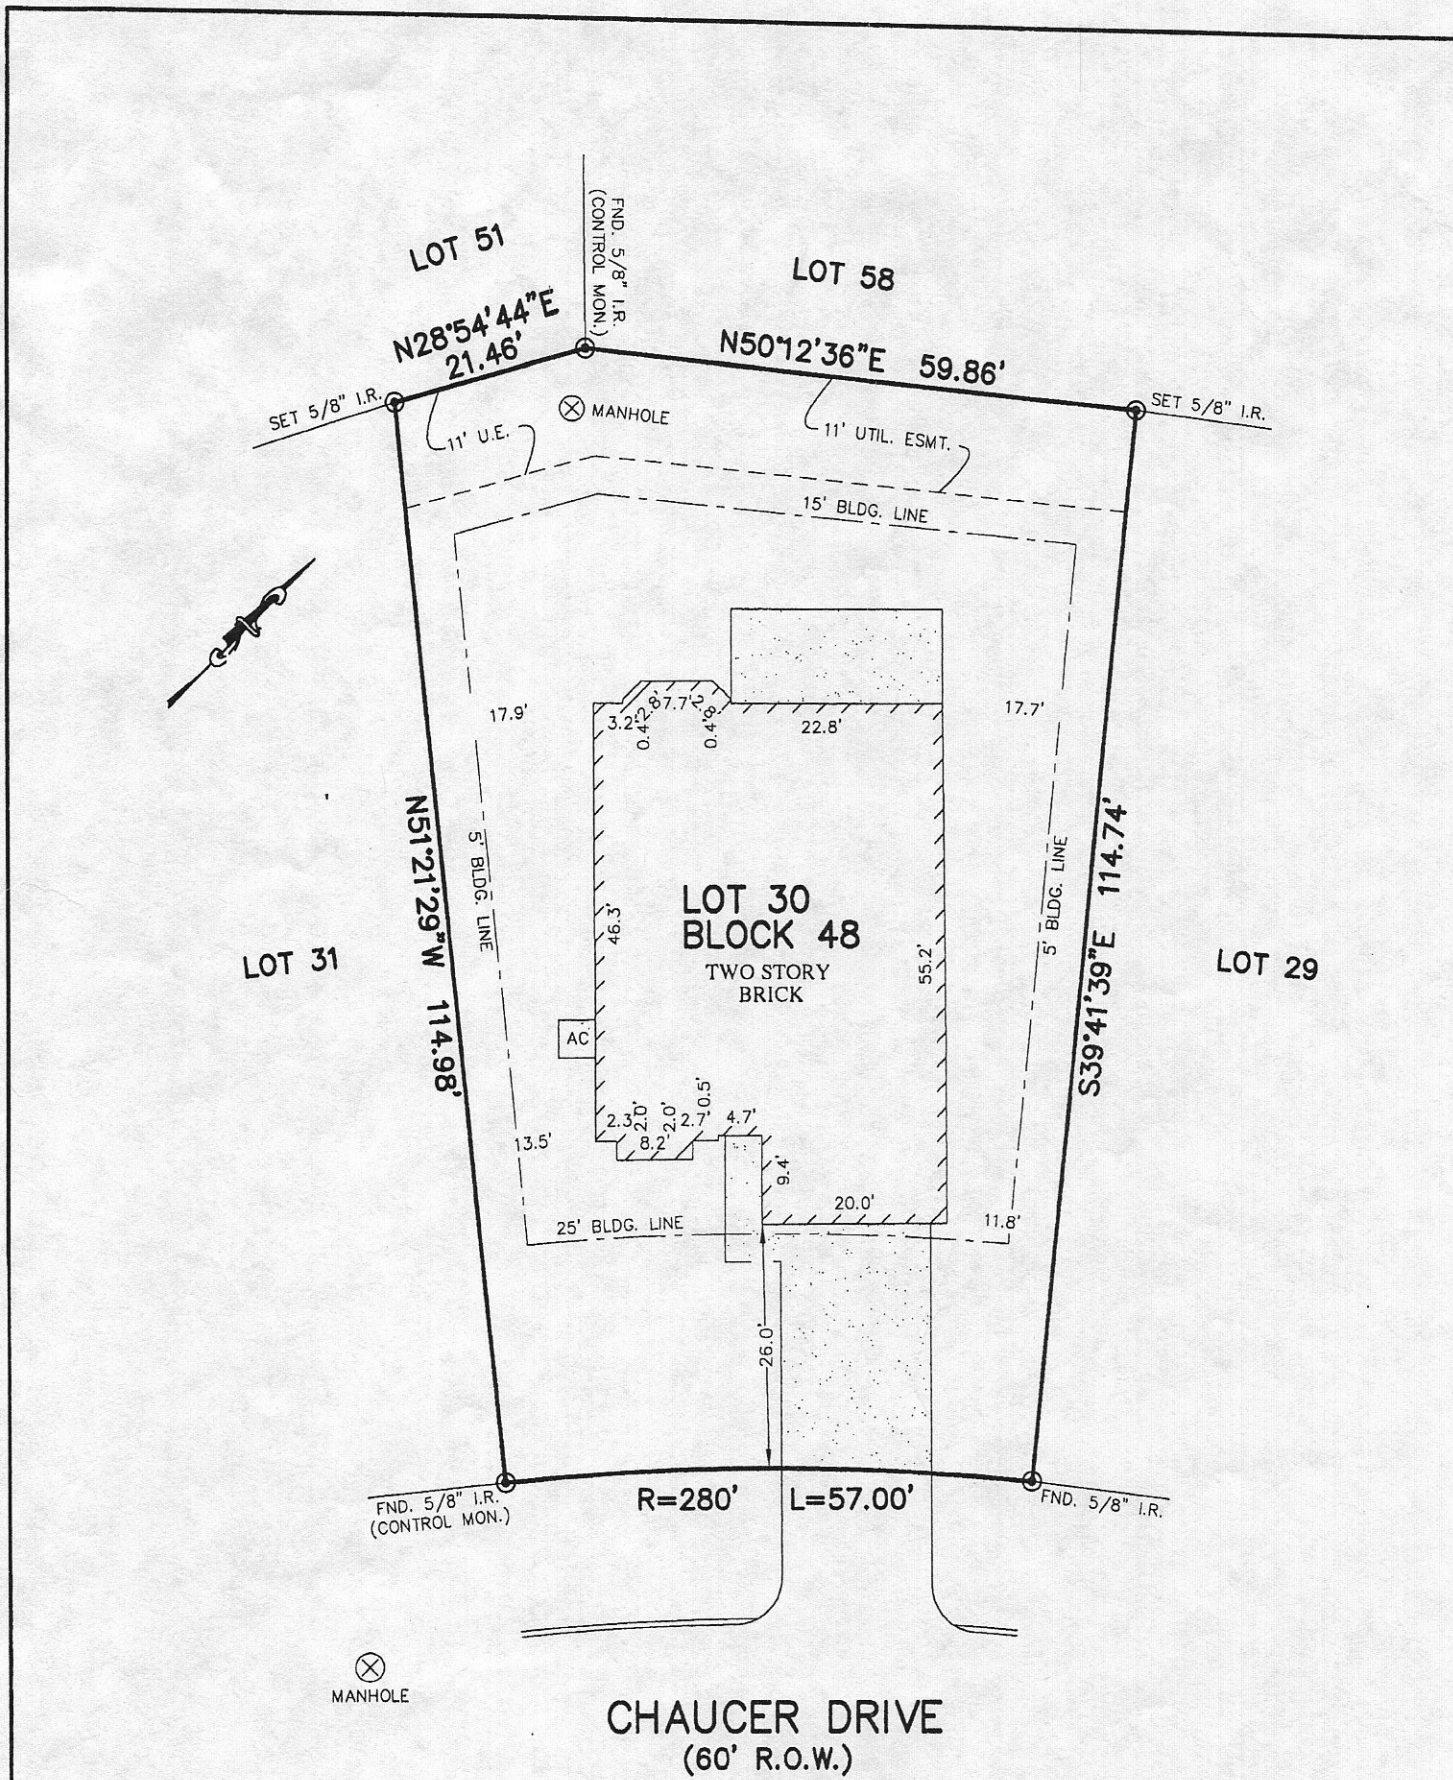 FND. 5/8" I.R.
(CONTROL MON.)
LOT 51
LOT 58
N28°54'44"E
21.46'
N50°12'36"E 59.86'
SET 5/8" I.R.
SET 5/8" I.R.
MANHOLE
11' U.E.
11' UTIL. ESMT.
15' BLDG. LINE
17.9'
3.2'
0.4'
2.8'
7.7'
2.8'
0.4'
22.8'
17.7'
N51°21'29"W 114.98'
5' BLDG. LINE
46.3'
LOT 30
BLOCK 48
TWO STORY
BRICK
55.2'
5' BLDG. LINE
S39°41'39"E 114.74'
LOT 31
LOT 29
AC
13.5'
2.3'
2.0'
8.2'
2.0'
2.7'
0.5'
4.7'
9.4'
20.0'
11.8'
25' BLDG. LINE
26.0'
FND. 5/8" I.R.
(CONTROL MON.)
R=280' L=57.00'
FND. 5/8" I.R.
MANHOLE
CHAUCER DRIVE
(60' R.O.W.)